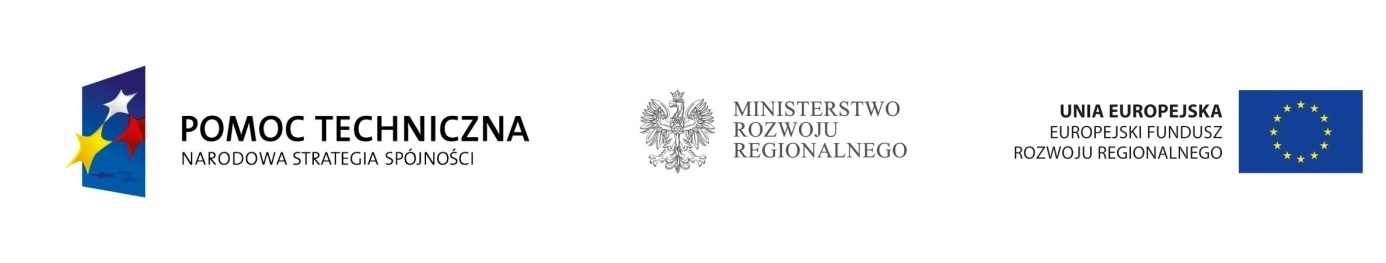 POMOC TECHNICZNA
NARODOWA STRATEGIA SPÓJNOŚCI
MINISTERSTWO
ROZWOJU
REGIONALNEGO
UNIA EUROPEJSKA
EUROPEJSKI FUNDUSZ
ROZWOJU REGIONALNEGO